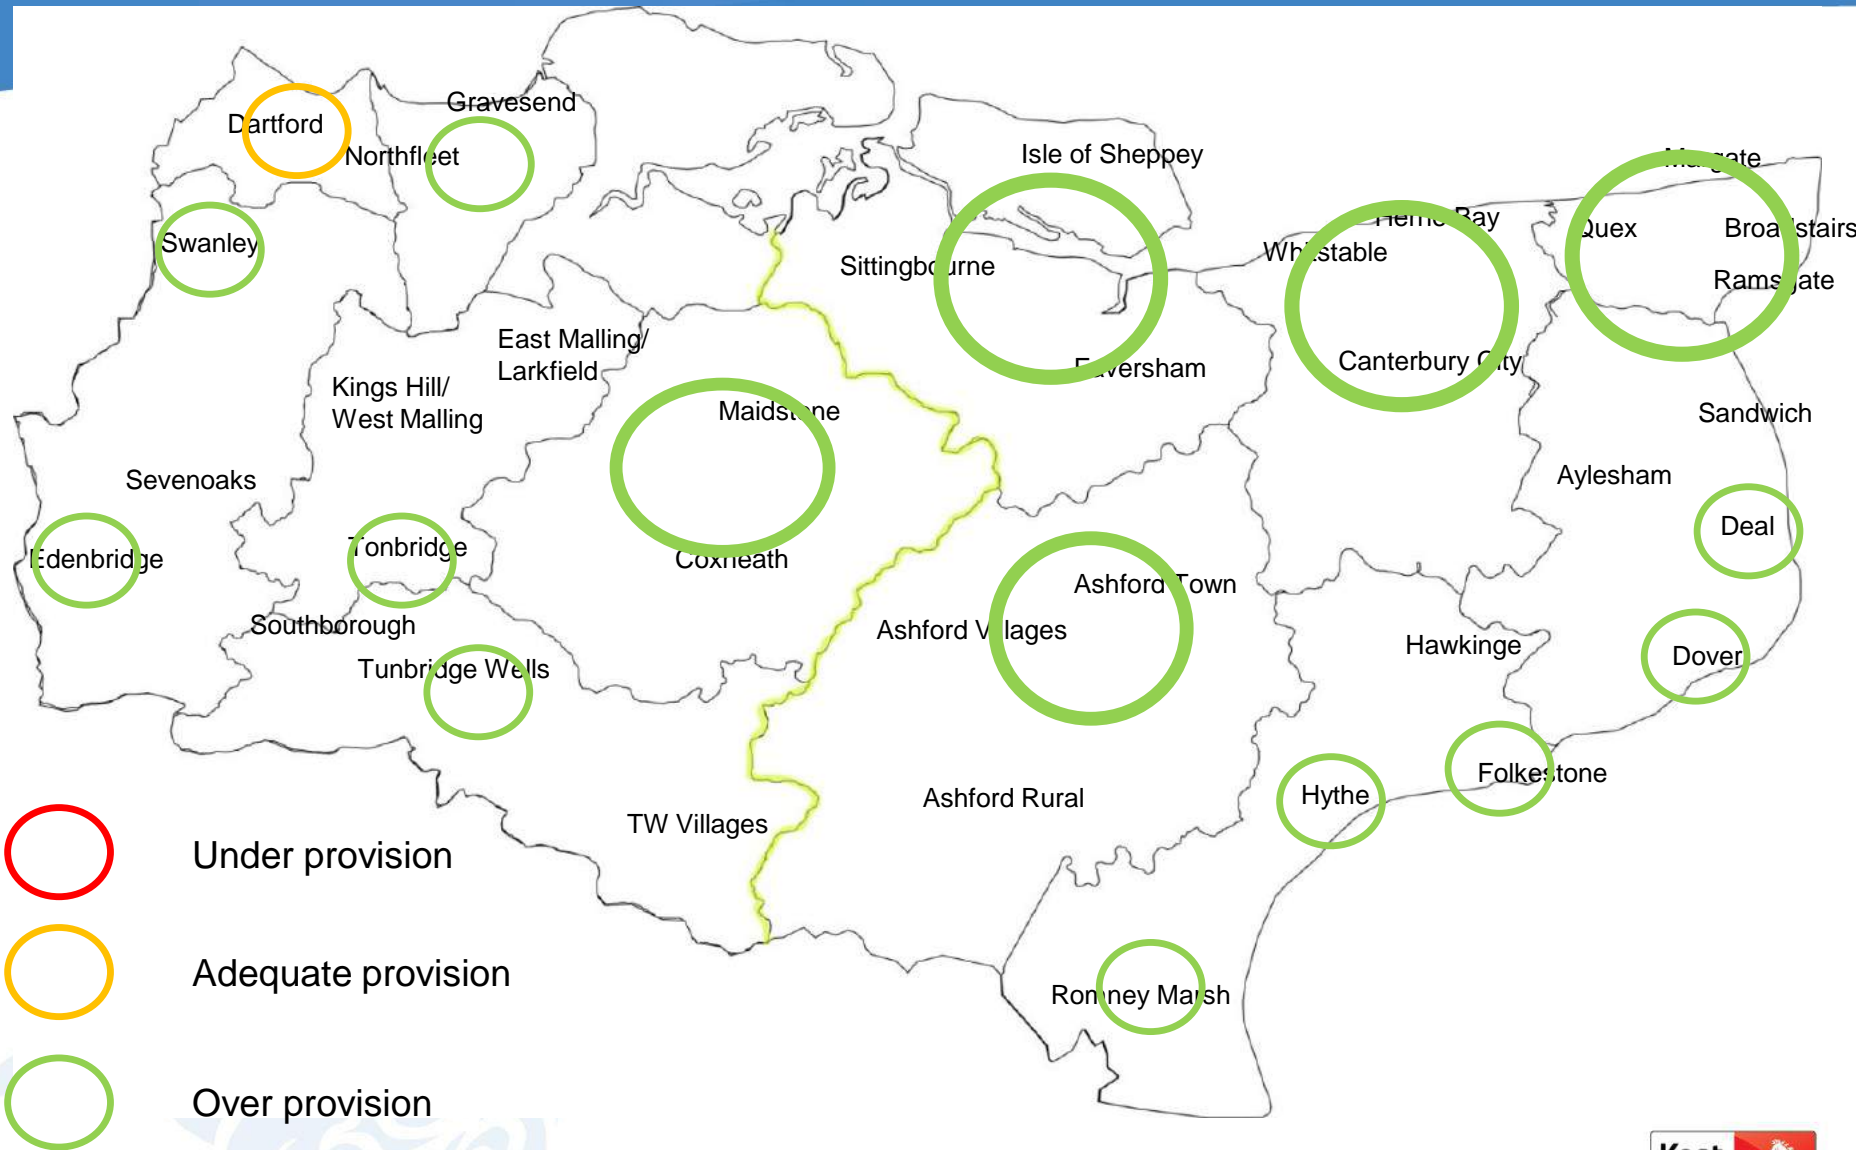 Gravesend
Dartford
Northfleet
Isle of Sheppey
Margate
Herne Bay
Quex
Broadstairs
Swanley
Whitstable
Sittingbourne
Ramsgate
East Malling/
Larkfield
Canterbury City
Faversham
Kings Hill/
West Malling
Maidstone
Sandwich
Sevenoaks
Aylesham
Deal
Edenbridge
Tonbridge
Coxheath
Ashford Town
Southborough
Ashford Villages
Hawkinge
Tunbridge Wells
Dover
Folkestone
Hythe
Ashford Rural
TW Villages
Under provision
Adequate provision
Romney Marsh
Over provision